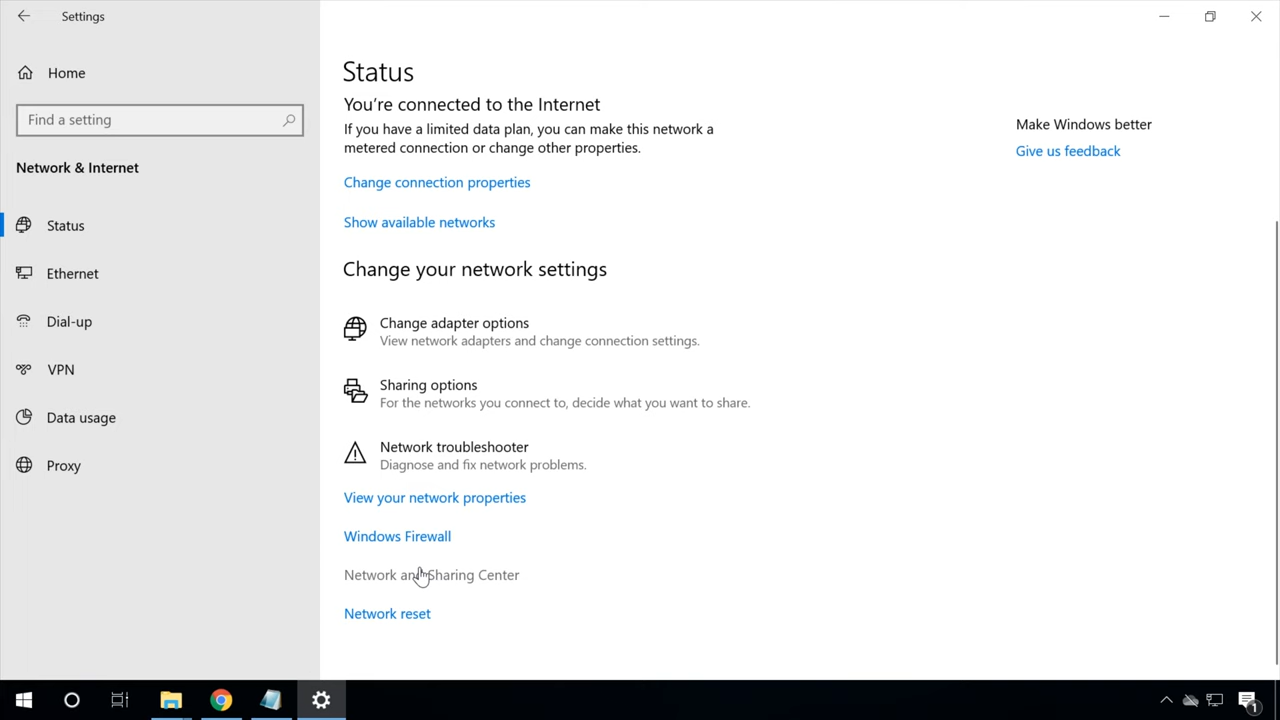 Settings
Home
Find a setting
Network & Internet
Status
Ethernet
Dial-up
VPN
Data usage
Proxy
Status
You're connected to the Internet
If you have a limited data plan, you can make this network a
metered connection or change other properties.
Change connection properties
Show available networks
Change your network settings
Change adapter options
View network adapters and change connection settings.
Sharing options
For the networks you connect to, decide what you want to share.
Network troubleshooter
Diagnose and fix network problems.
View your network properties
Windows Firewall
Network and Sharing Center
Network reset
Make Windows better
Give us feedback
1